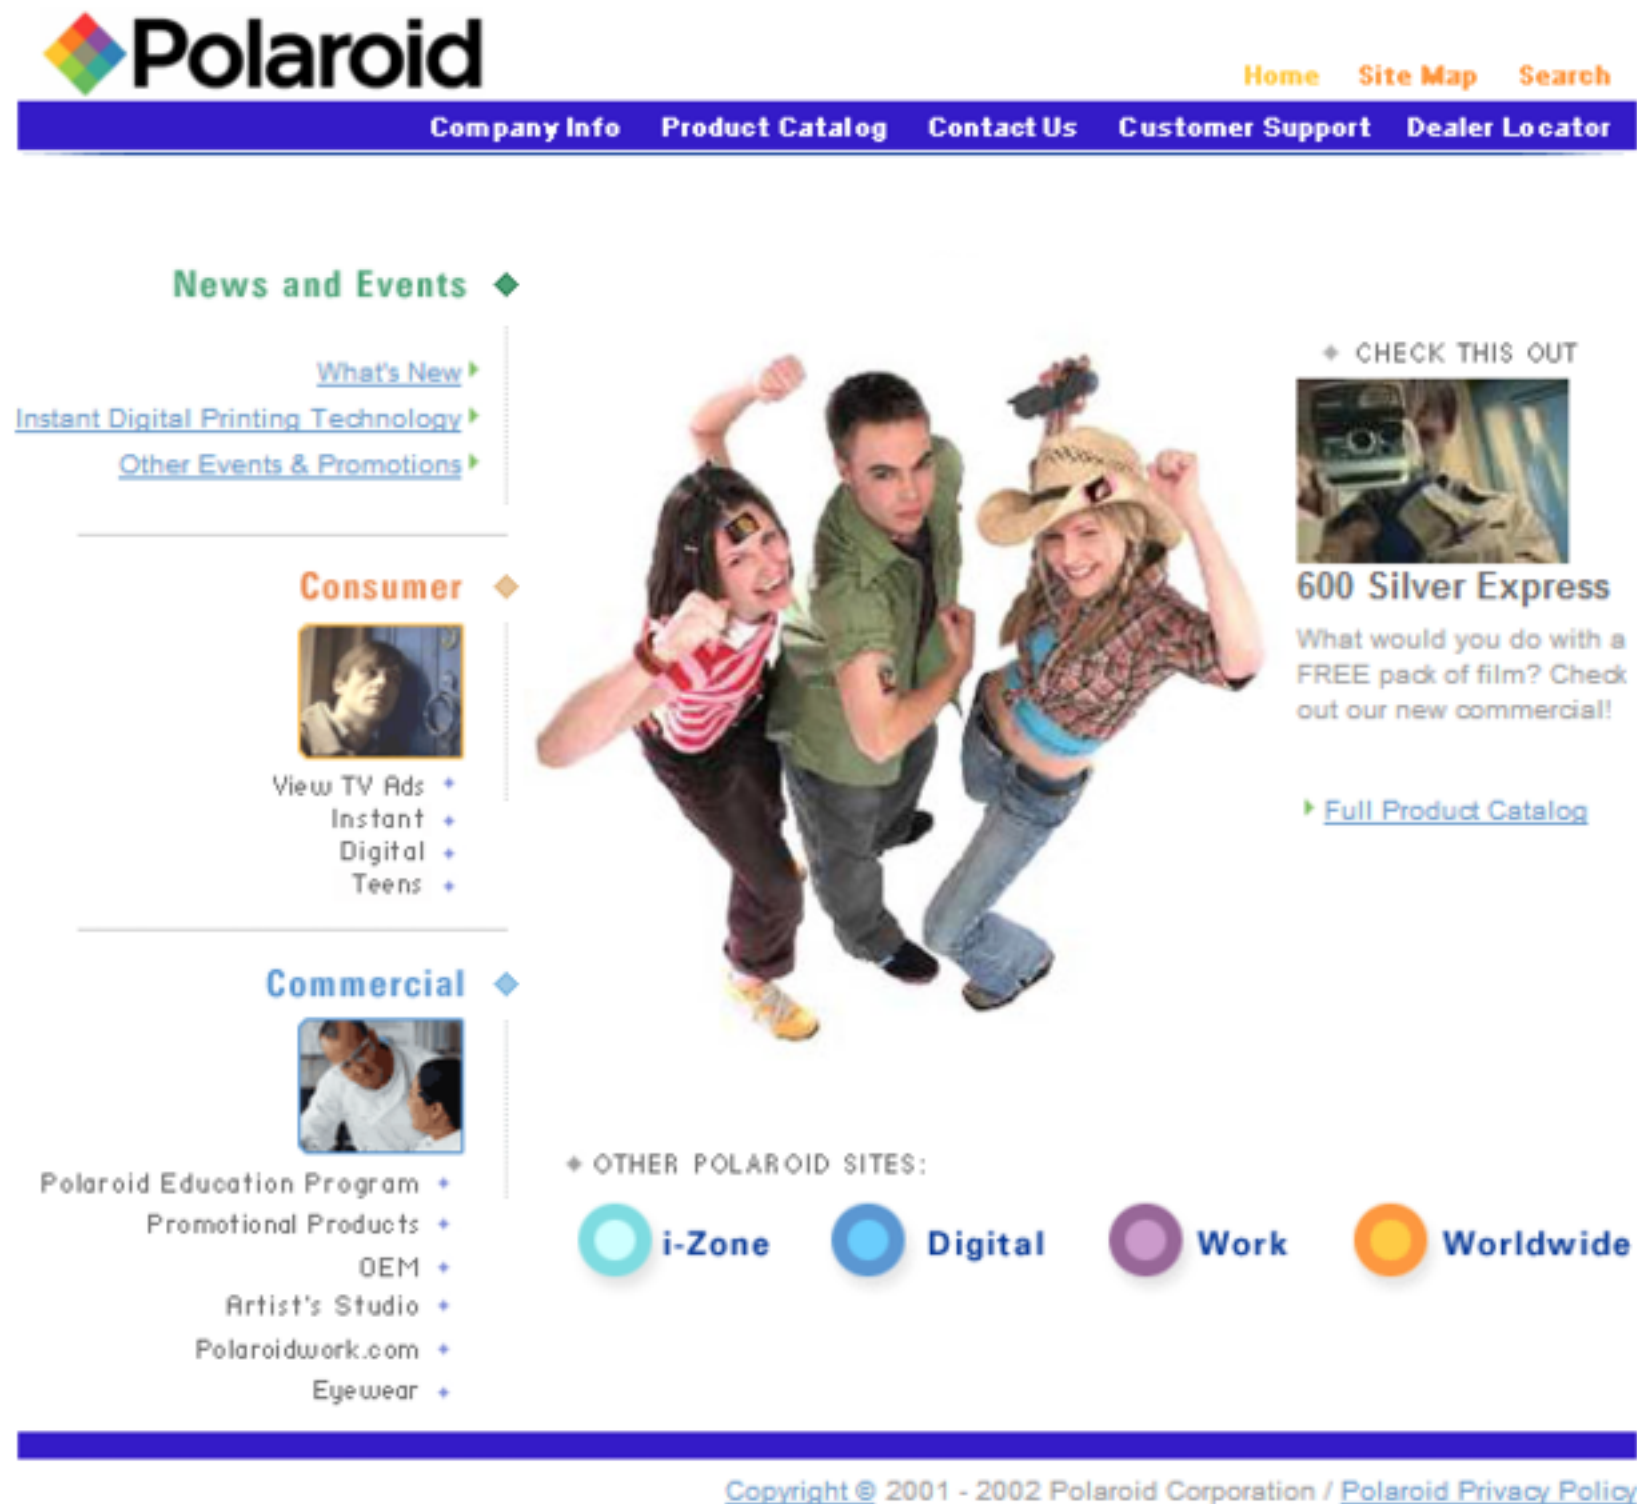 Polaroid
Home Site Map Search
Company Info Product Catalog Contact Us Customer Support Dealer Locator
News and Events
What's New
Instant Digital Printing Technology
Other Events & Promotions
Consumer
View TV Ads
Instant
Digital
Teens
Commercial
Polaroid Education Program
Promotional Products
OEM
Artist's Studio
Polaroidwork.com
Eyewear
CHECK THIS OUT
600 Silver Express
What would you do with a
FREE pack of film? Check
out our new commercial!
Full Product Catalog
OTHER POLAROID SITES:
i-Zone Digital Work Worldwide
Copyright © 2001 - 2002 Polaroid Corporation / Polaroid Privacy Policy